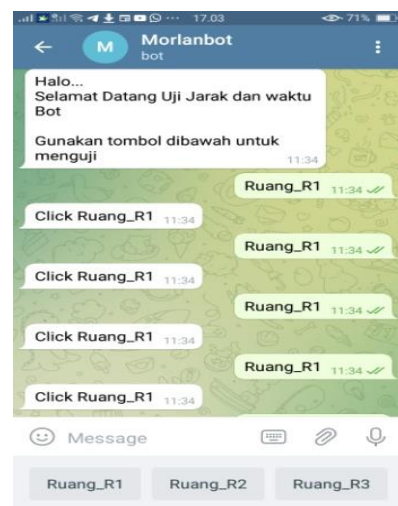 17.03
71%
M
Morlanbot
bot
Halo...
Selamat Datang Uji Jarak dan waktu
Bot
Gunakan tombol dibawah untuk
menguji
11:34
Ruang_R1 11:34
Click Ruang_R1 11:34
Ruang_R1 11:34
Click Ruang_R1 11:34
Ruang_R1 11:34
Click Ruang_R1 11:34
Ruang_R1 11:34
Click Ruang_R1 11:34
Message
Ruang_R1 Ruang_R2 Ruang_R3